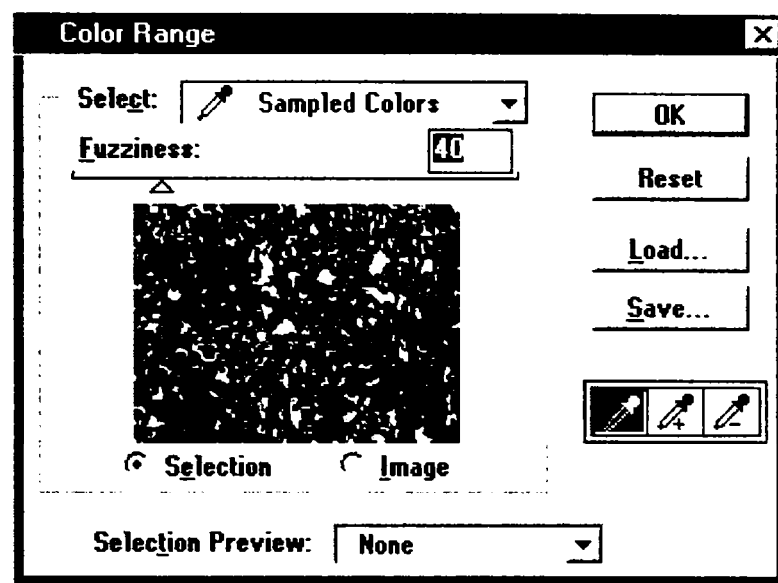 Color Range
Select: Sampled Colors
OK
Fuzziness: 40
Reset
Load...
Save...
Selection Image
Selection Preview: None